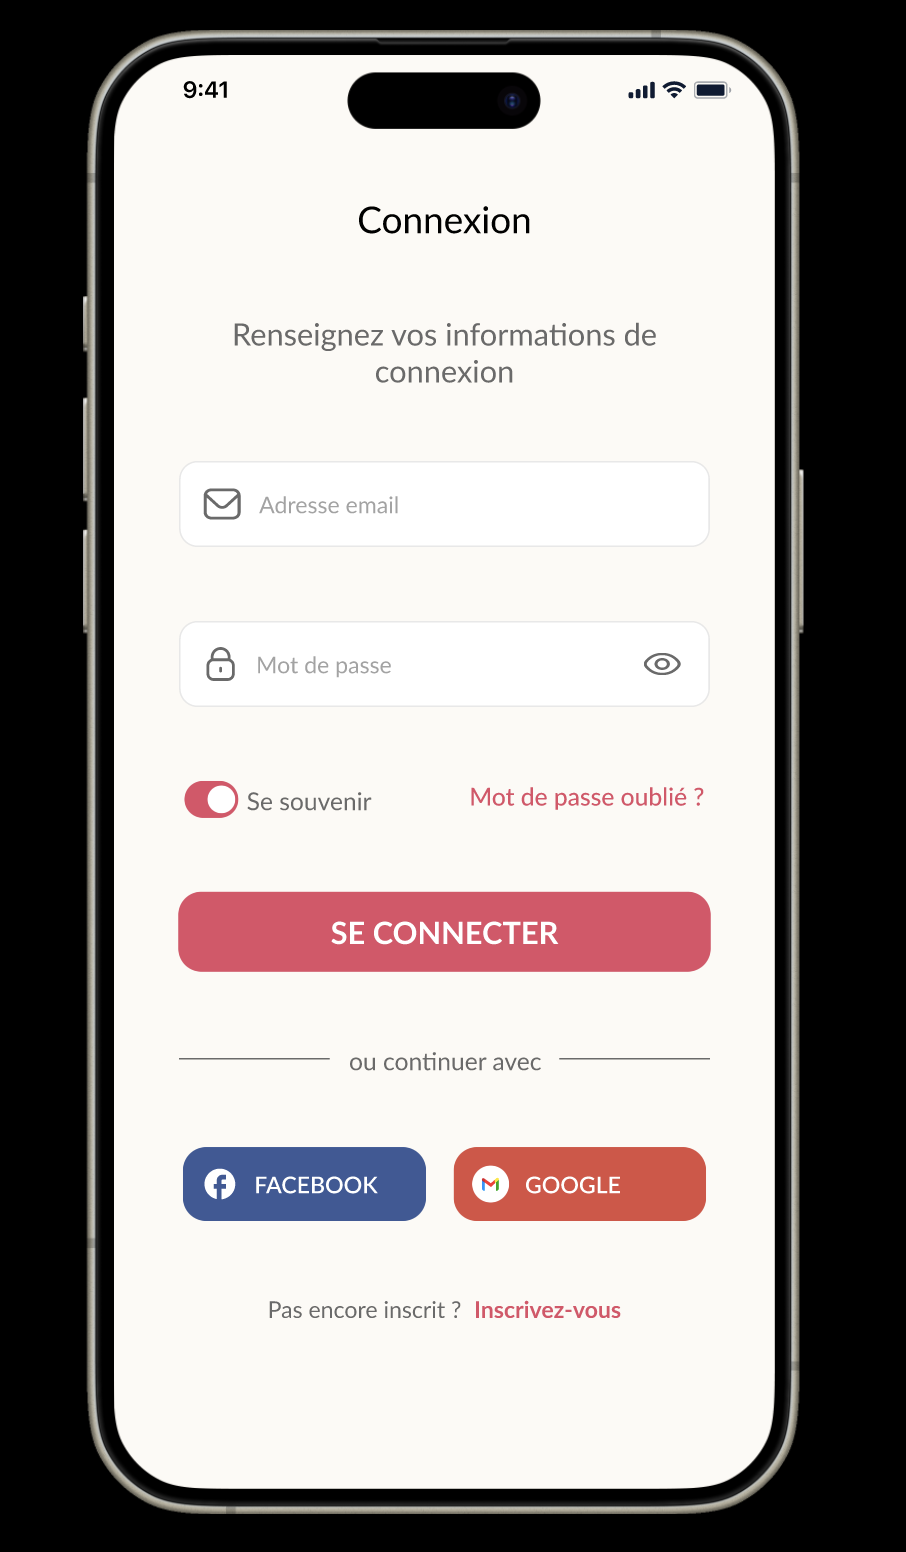 9:41
Connexion
Renseignez vos informations de
connexion
Adresse email
Mot de passe
Se souvenir
Mot de passe oublié ?
SE CONNECTER
ou continuer avec
FACEBOOK
GOOGLE
Pas encore inscrit ? Inscrivez-vous